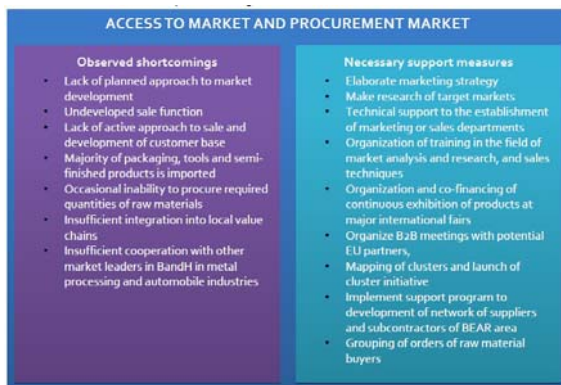 ACCESS TO MARKET AND PROCUREMENT MARKET
Observed shortcomings
• Lack of planned approach to market
development
• Undeveloped sale function
• Lack of active approach to sale and
development of customer base
• Majority of packaging, tools and semi-
finished products is imported
• Occasional inability to procure required
quantities of raw materials
• Insufficient integration into local value
chains
• Insufficient cooperation with other
market leaders in BandH in metal
processing and automobile industries
Necessary support measures
• Elaborate marketing strategy
• Make research of target markets
• Technical support to the establishment
of marketing or sales departments
• Organization of training in the field of
market analysis and research, and sales
techniques
• Organization and co-financing of
continuous exhibition of products at
major international fairs
• Organize B2B meetings with potential
EU partners,
• Mapping of clusters and launch of
cluster initiative
• Implement support program to
development of network of suppliers
and subcontractors of BEAR area
• Grouping of orders of raw material
buyers